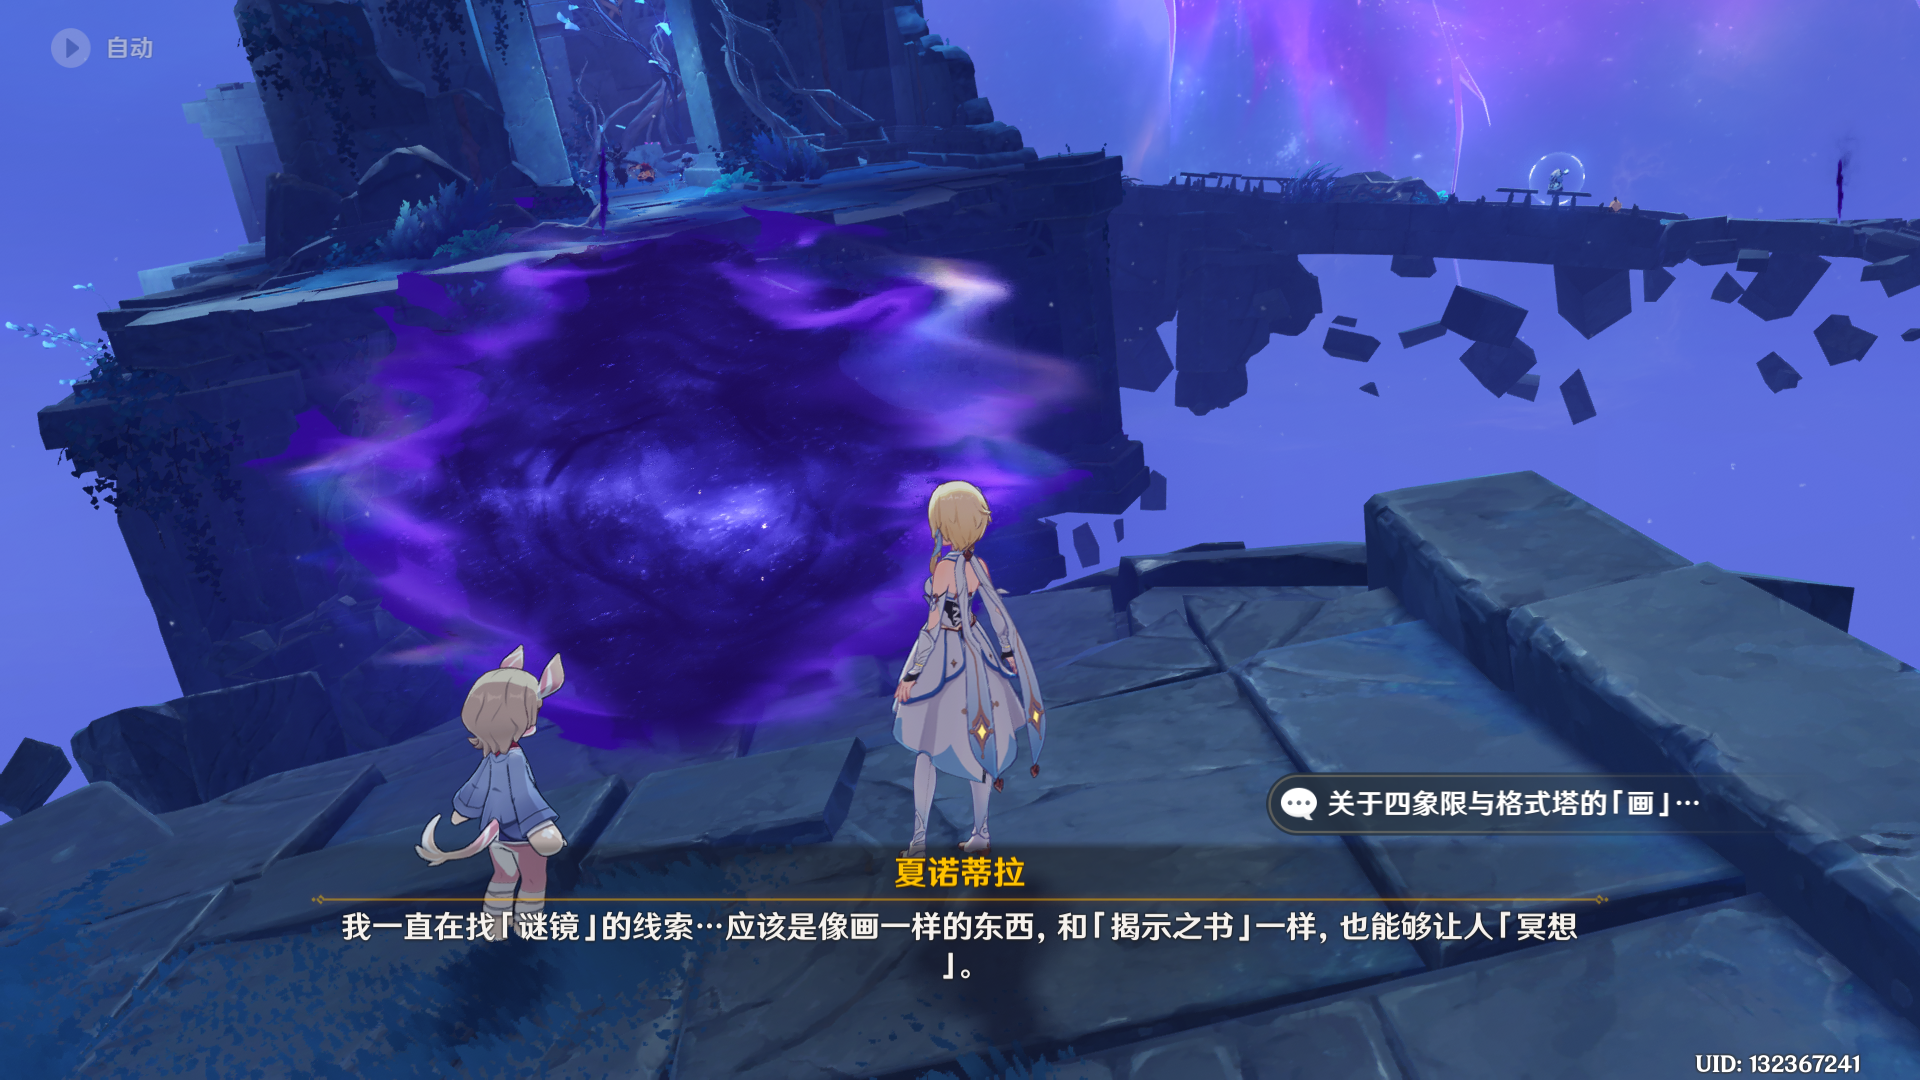 自动
关于四象限与格式塔的「画」…
夏诺蒂拉
我一直在找「谜镜」的线索…应该是像画一样的东西，和「揭示之书」一样，也能够让人「冥想
」。
UID: 132367241